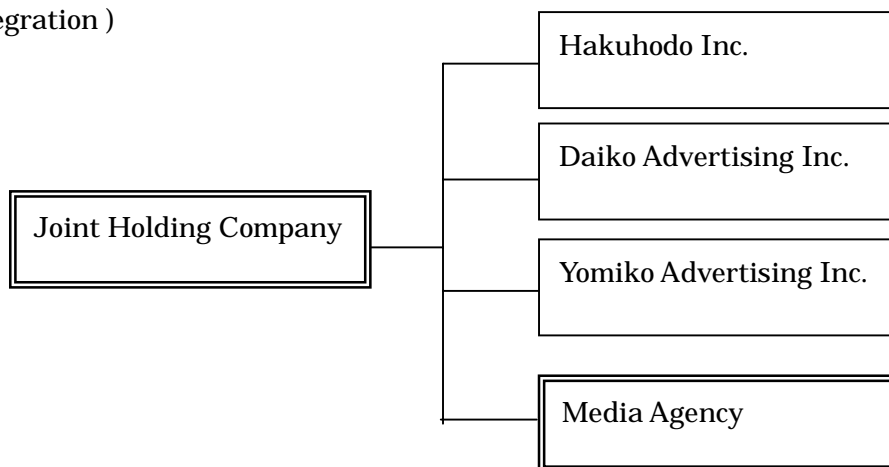 egration )
Hakuhodo Inc.
Daiko Advertising Inc.
Joint Holding Company
Yomiko Advertising Inc.
Media Agency